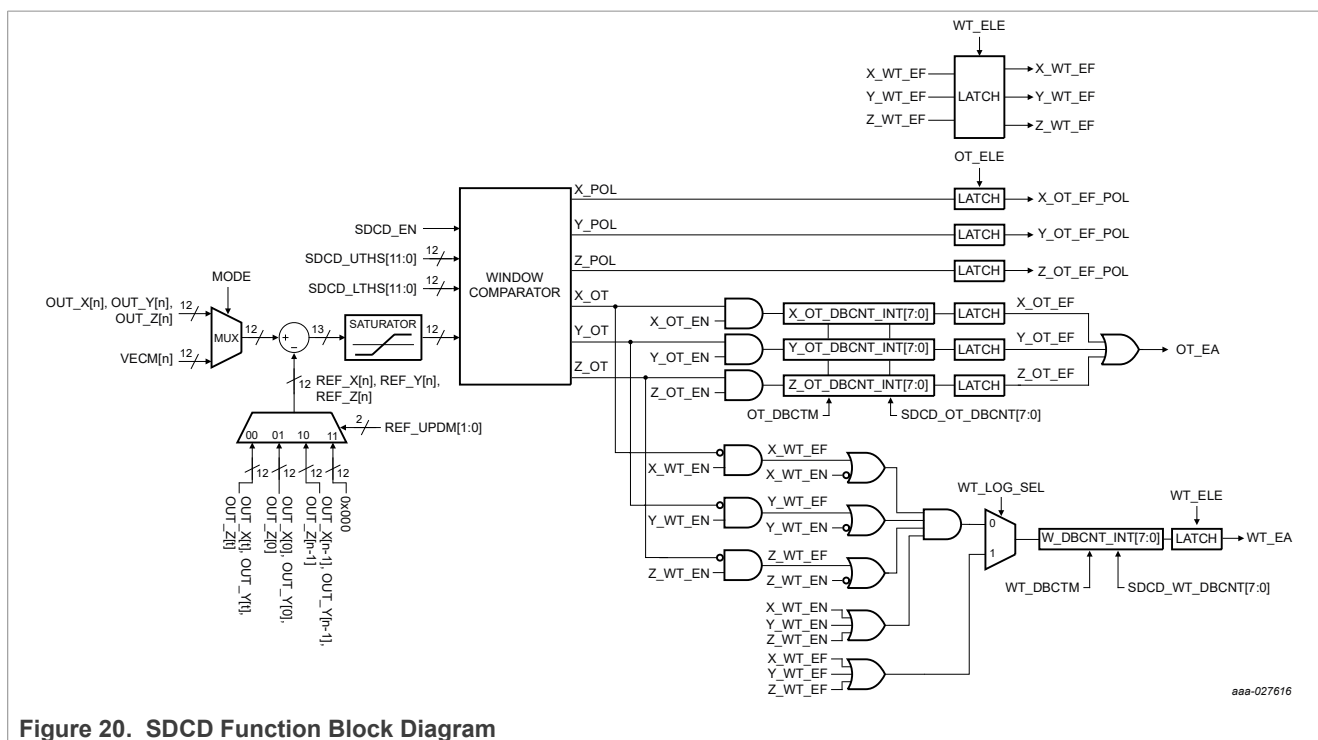 WT_ELE
X_WT_EF
Y_WT_EF
Z_WT_EF
LATCH
X_WT_EF
Y_WT_EF
Z_WT_EF
OT_ELE
X_POL
LATCH
X_OT_EF_POL
Y_POL
LATCH
Y_OT_EF_POL
Z_POL
LATCH
Z_OT_EF_POL
SDCD_EN
SDCD_UTHS[11:0]
12
SDCD_LTHS[11:0]
12
WINDOW
COMPARATOR
MODE
OUT_X[n], OUT_Y[n],
OUT_Z[n]
12
VECM[n]
12
MUX
12
+
−
13
SATURATOR
12
12
REF_X[n], REF_Y[n],
REF_Z[n]
00 01 10 11
2
REF_UPDM[1:0]
12
12
12
12
OUT_X[t], OUT_Y[t],
OUT_Z[t]
OUT_X[0], OUT_Y[0],
OUT_Z[0]
OUT_X[n-1], OUT_Y[n-1],
OUT_Z[n-1]
0x000
X_OT
X_OT_EN
X_OT_DBCNT_INT[7:0]
LATCH
X_OT_EF
Y_OT
Y_OT_EN
Y_OT_DBCNT_INT[7:0]
LATCH
Y_OT_EF
Z_OT
Z_OT_EN
Z_OT_DBCNT_INT[7:0]
LATCH
Z_OT_EF
OT_EA
OT_DBCTM
SDCD_OT_DBCNT[7:0]
X_WT_EN
X_WT_EF
X_WT_EN
Y_WT_EN
Y_WT_EF
Y_WT_EN
Z_WT_EN
Z_WT_EF
Z_WT_EN
X_WT_EN
Y_WT_EN
Z_WT_EN
X_WT_EF
Y_WT_EF
Z_WT_EF
WT_LOG_SEL
0
1
W_DBCNT_INT[7:0]
WT_ELE
LATCH
WT_EA
WT_DBCTM
SDCD_WT_DBCNT[7:0]
aaa-027616
Figure 20. SDCD Function Block Diagram